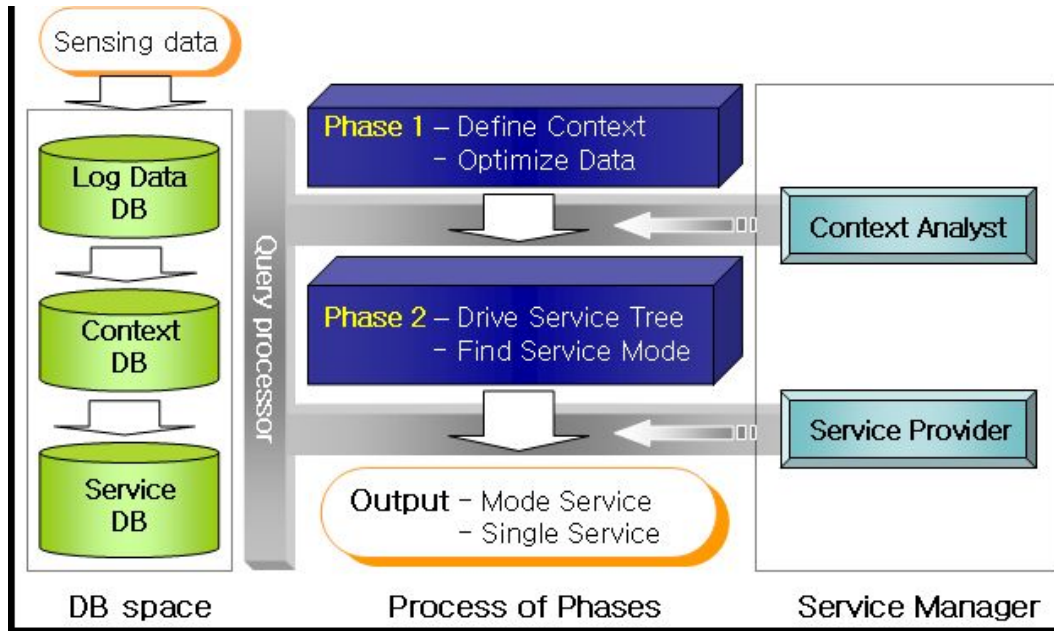 Sensing data
Log Data
DB
Context
DB
Service
DB
DB space
Query processor
Phase 1 – Define Context
- Optimize Data
Phase 2 – Drive Service Tree
- Find Service Mode
Output - Mode Service
- Single Service
Process of Phases
Context Analyst
Service Provider
Service Manager